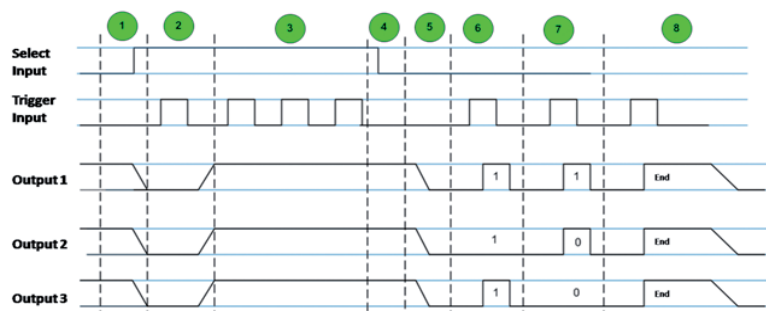 1 2 3 4 5 6 7 8
Select
Input
Trigger
Input
Output 1 1 1 End
Output 2 1 0 End
Output 3 1 0 End